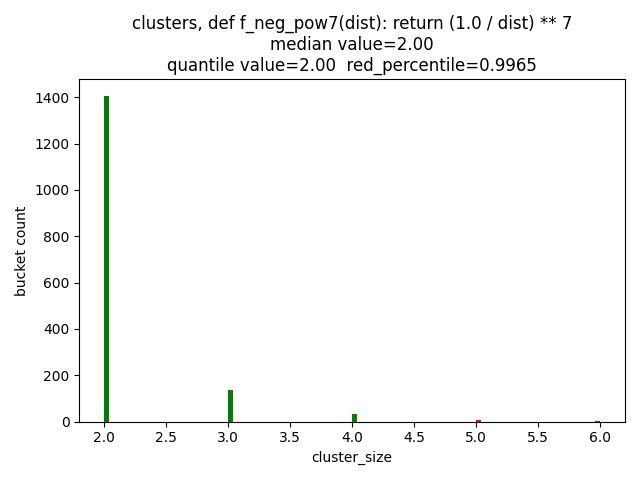 clusters, def f_neg_pow7(dist): return (1.0 / dist) ** 7
median value=2.00
quantile value=2.00  red_percentile=0.9965
1400
1200
1000
800
600
400
200
0
bucket count
2.0 2.5 3.0 3.5 4.0 4.5 5.0 5.5 6.0
cluster_size